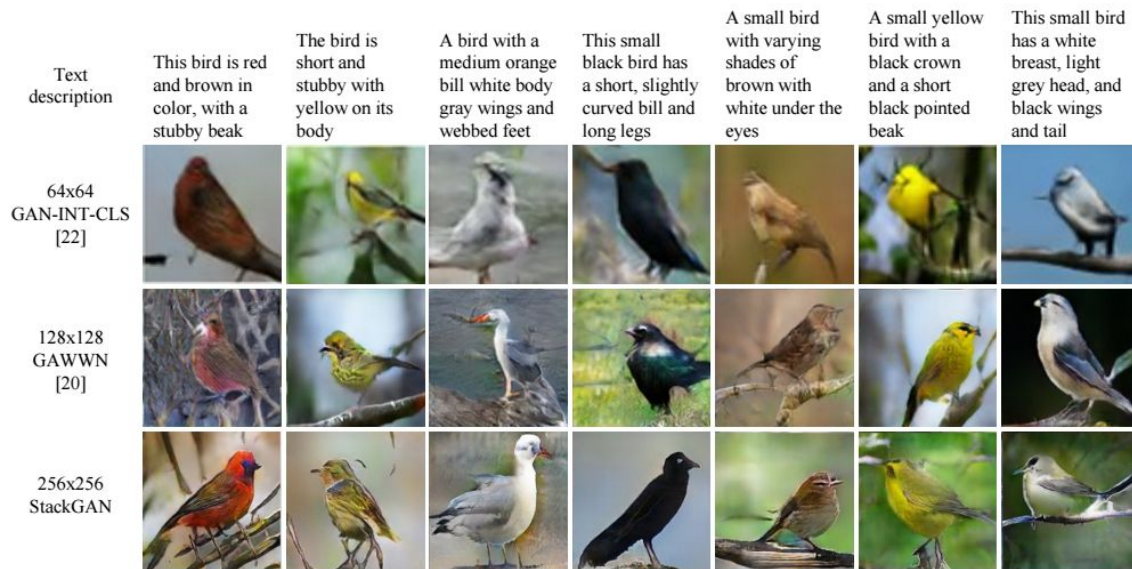 Text
description
This bird is red
and brown in
color, with a
stubby beak
The bird is
short and
stubby with
yellow on its
body
A bird with a
medium orange
bill white body
gray wings and
webbed feet
This small
black bird has
a short, slightly
curved bill and
long legs
A small bird
with varying
shades of
brown with
white under the
eyes
A small yellow
bird with a
black crown
and a short
black pointed
beak
This small bird
has a white
breast, light
grey head, and
black wings
and tail
64x64
GAN-INT-CLS
[22]
128x128
GAWWN
[20]
256x256
StackGAN